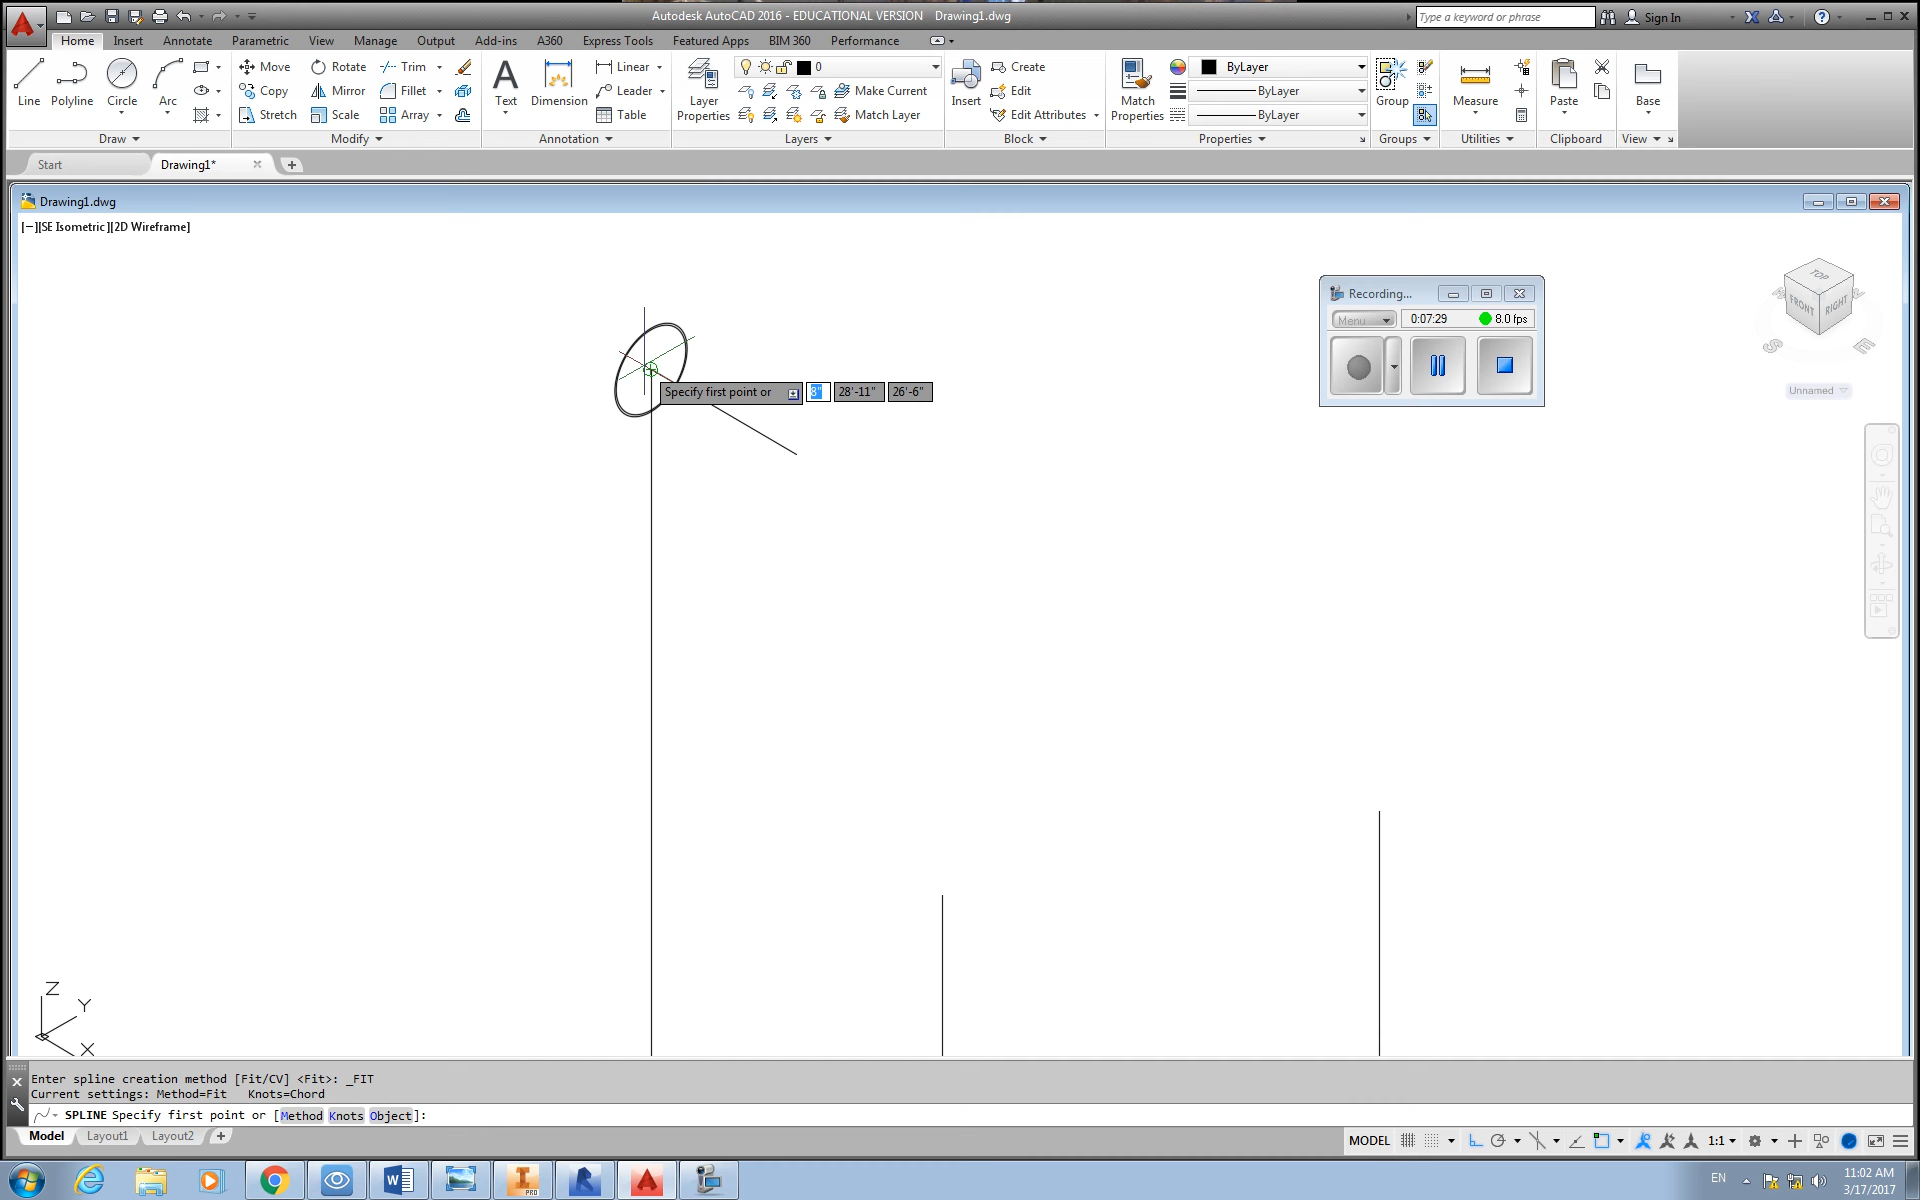 Autodesk AutoCAD 2016 - EDUCATIONAL VERSION Drawing1.dwg
Type a keyword or phrase
Sign In
Home Insert Annotate Parametric View Manage Output Add-ins A360 Express Tools Featured Apps BIM 360 Performance
Line Polyline Circle Arc
Move Rotate Trim
Copy Mirror Fillet
Stretch Scale Array
Text Dimension
Linear
Leader
Table
Layer Properties
0
Make Current
Match Layer
Insert
Create
Edit
Edit Attributes
Match Properties
ByLayer
ByLayer
ByLayer
Group
Measure
Paste
Base
Draw Modify Annotation Layers Block Properties Groups Utilities Clipboard View
Start Drawing1*
Drawing1.dwg
[−][SE Isometric][2D Wireframe]
Recording...
Menu 0:07:29 8.0 fps
TOP
FRONT RIGHT
S E
Unnamed
Specify first point or 8" 28'-11" 26'-6"
Z
Y
X
Enter spline creation method [Fit/CV] <Fit>: _FIT
Current settings: Method=Fit Knots=Chord
SPLINE Specify first point or [Method Knots Object]:
Model Layout1 Layout2
MODEL 1:1
PRO
EN
11:02 AM
3/17/2017